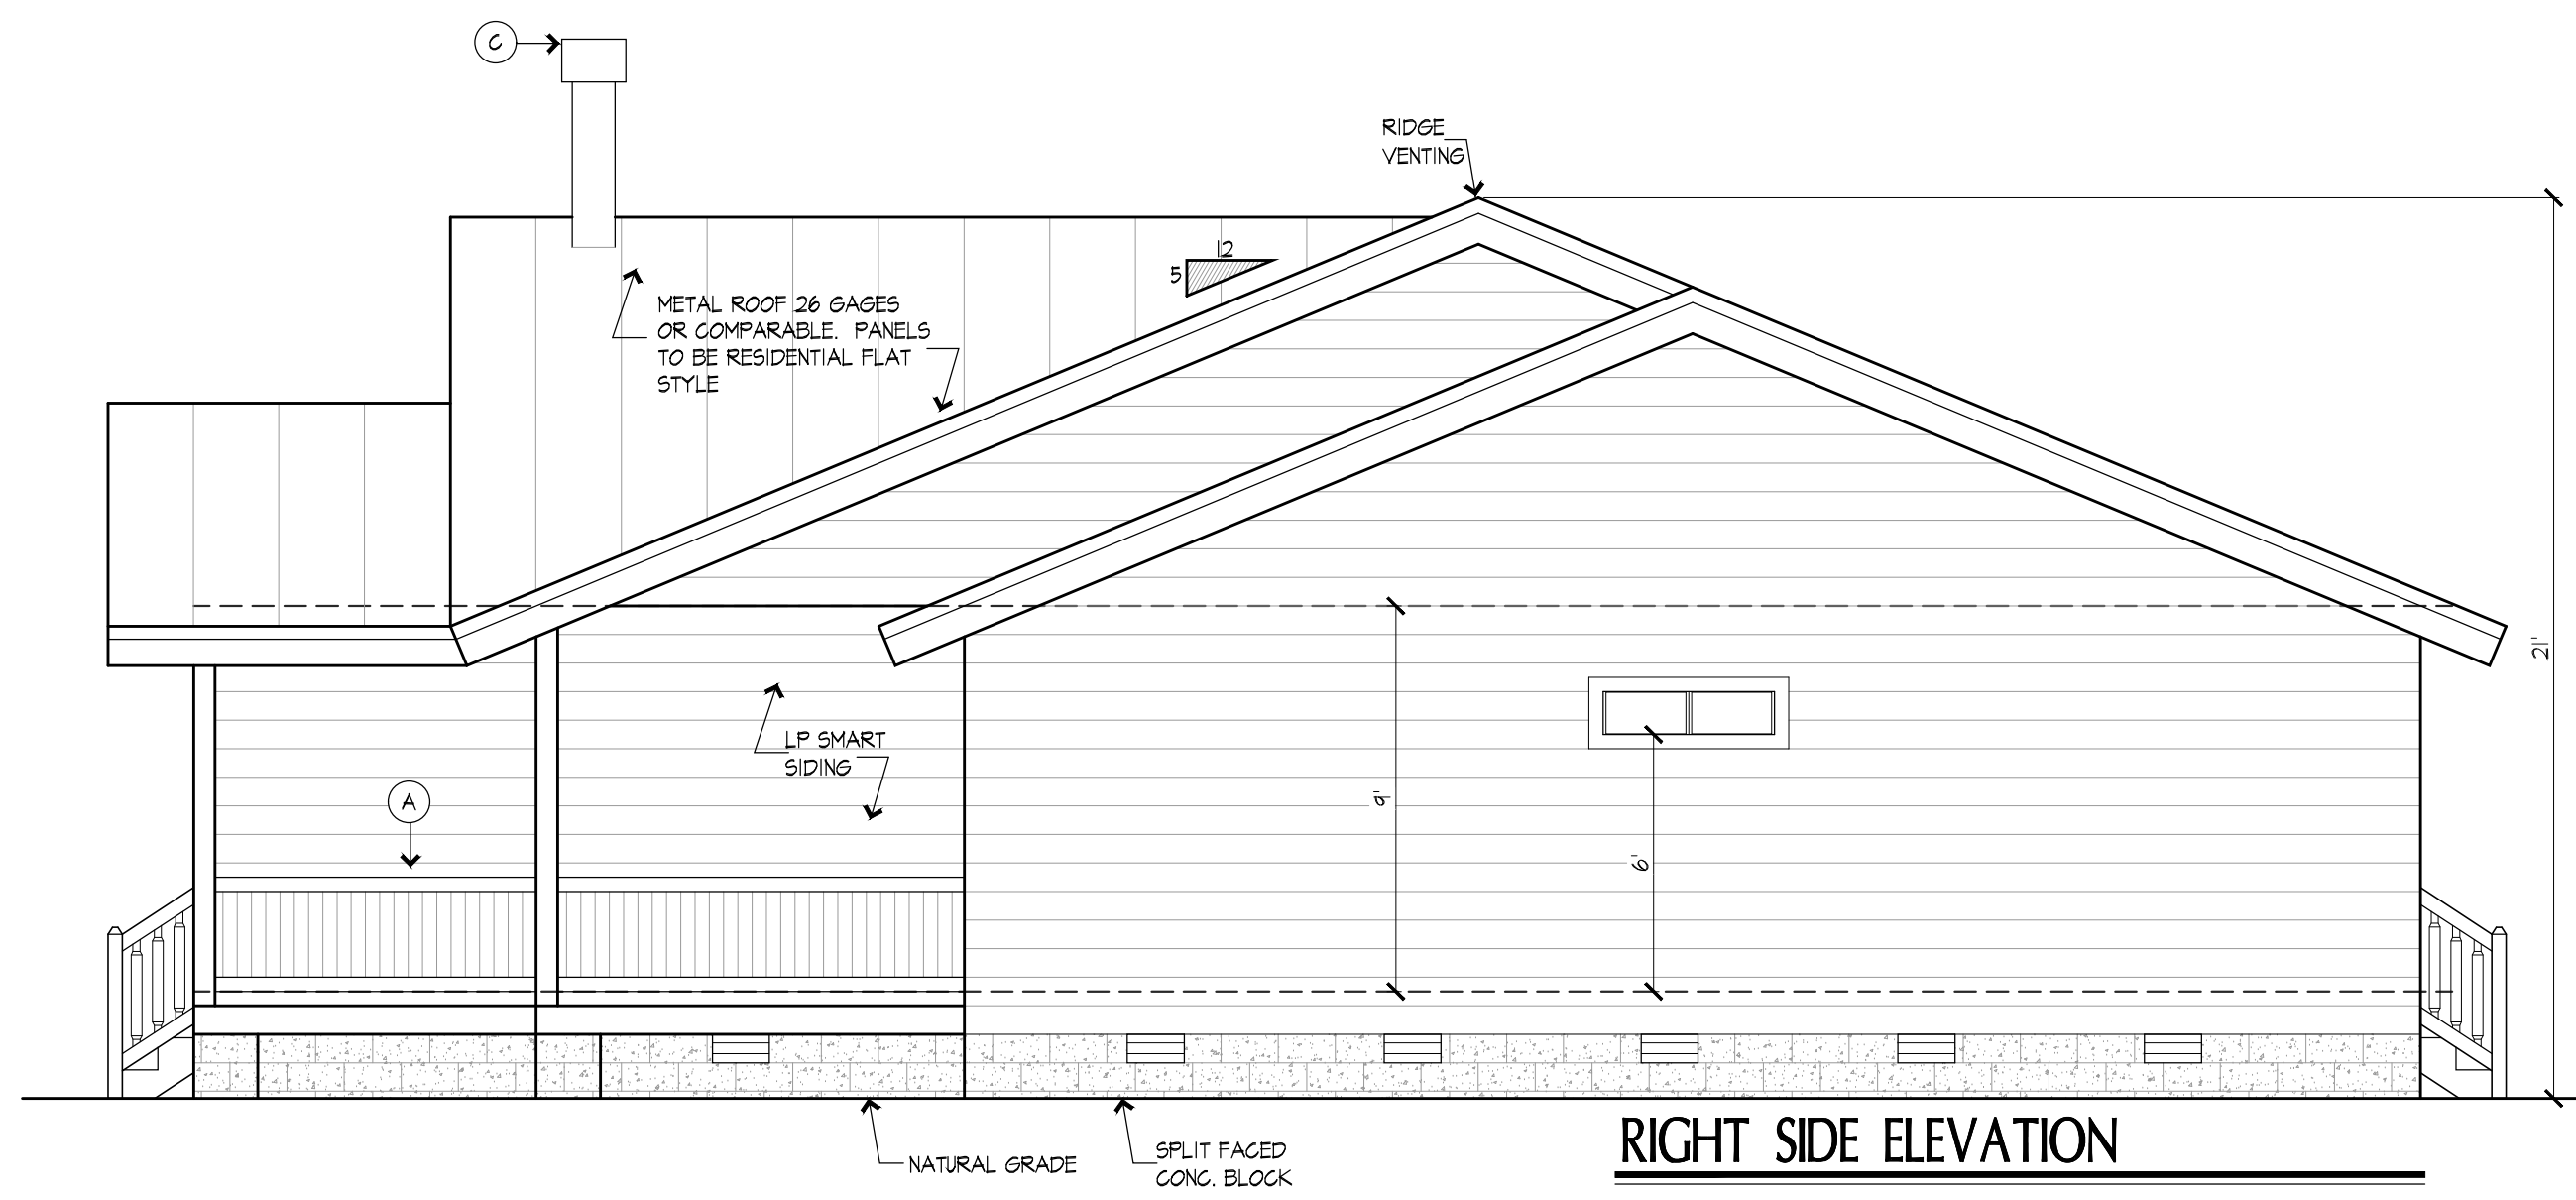 C
RIDGE
VENTING
12
5
METAL ROOF 26 GAGES
OR COMPARABLE. PANELS
TO BE RESIDENTIAL FLAT
STYLE
21'
LP SMART
SIDING
A
9'
6'
NATURAL GRADE
SPLIT FACED
CONC. BLOCK
RIGHT SIDE ELEVATION